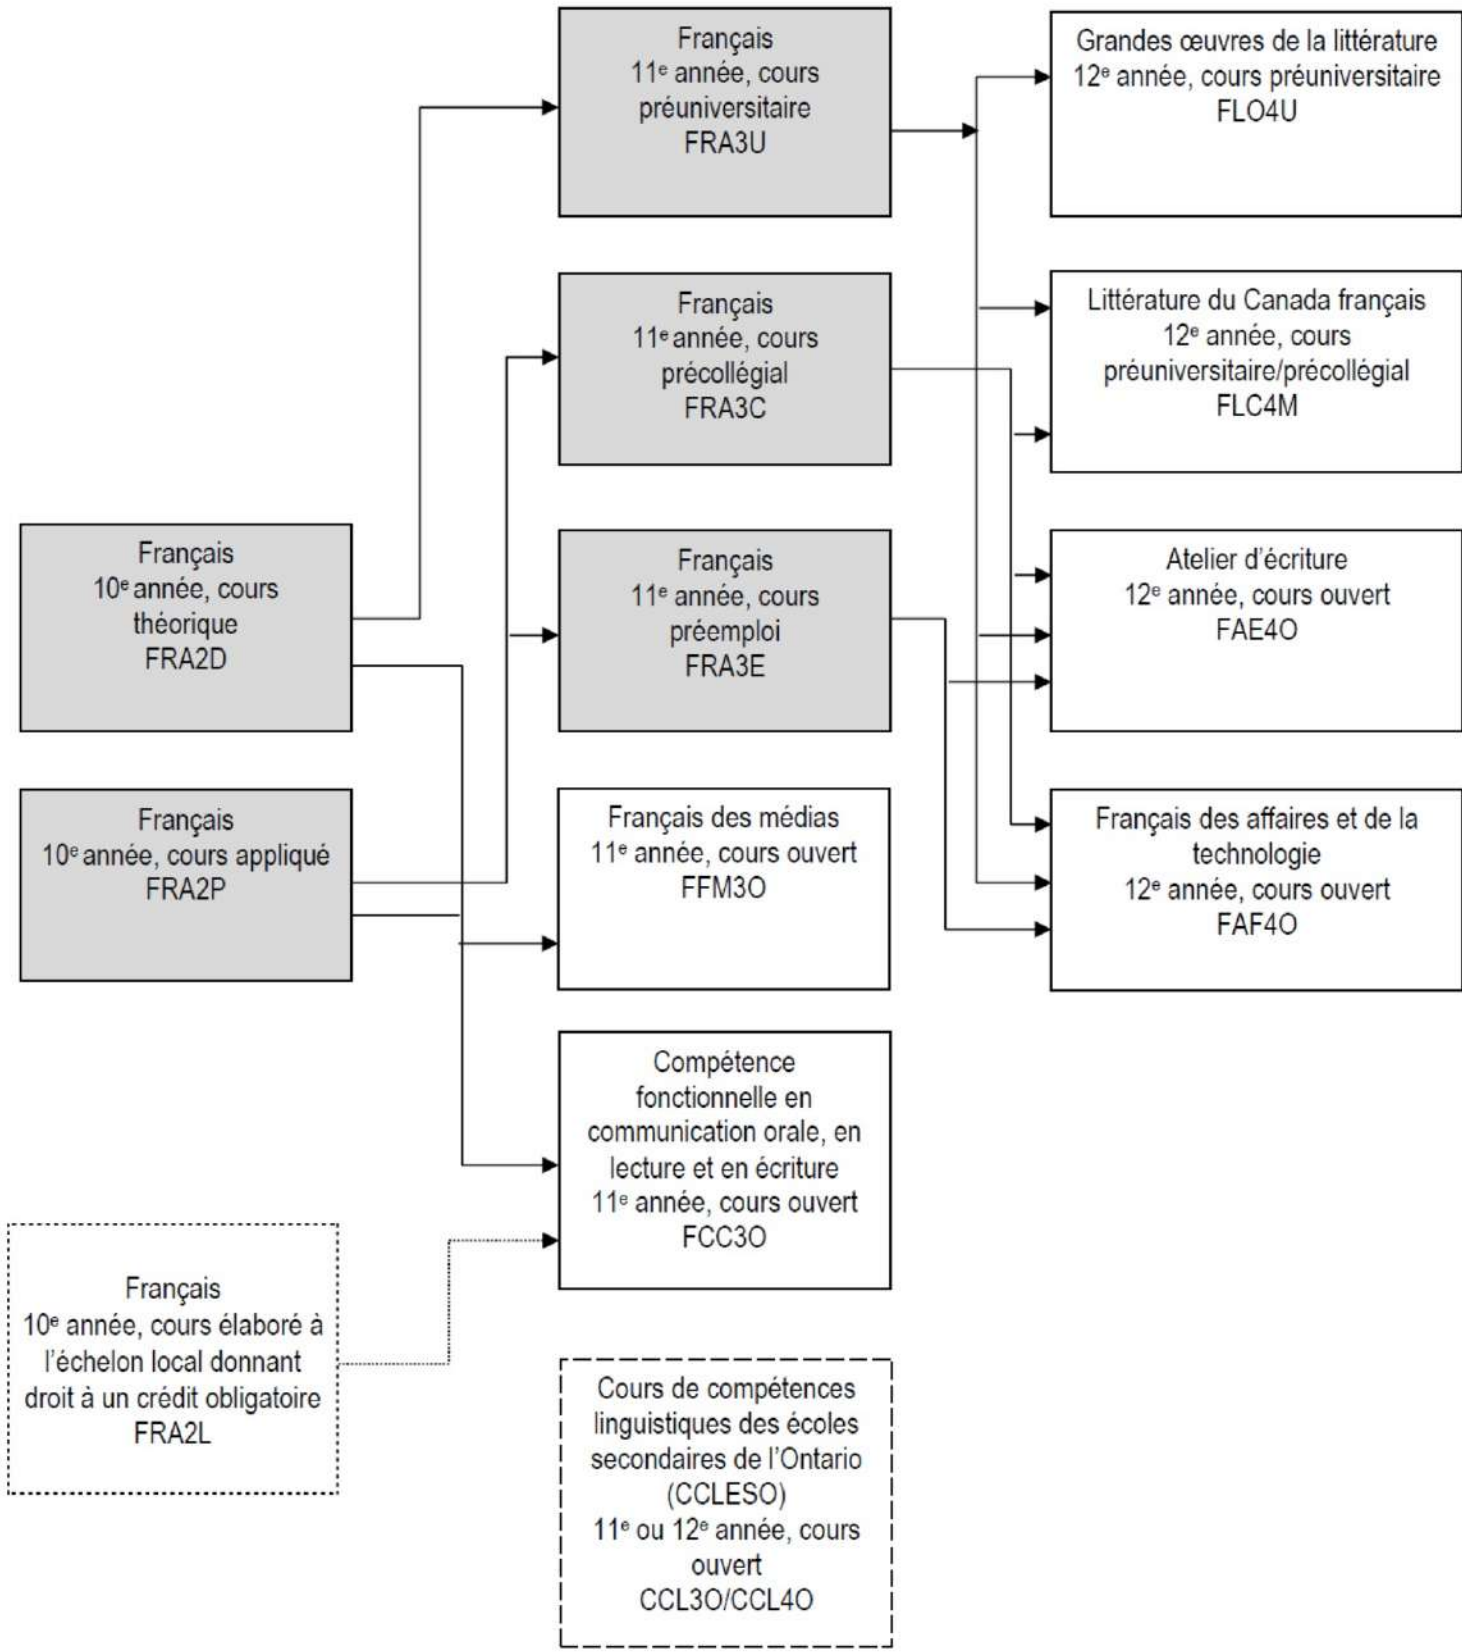 Français
11e année, cours
préuniversitaire
FRA3U
Grandes œuvres de la littérature
12e année, cours préuniversitaire
FLO4U
Français
11e année, cours
précollégial
FRA3C
Littérature du Canada français
12e année, cours
préuniversitaire/précollégial
FLC4M
Français
10e année, cours
théorique
FRA2D
Français
11e année, cours
préemploi
FRA3E
Atelier d’écriture
12e année, cours ouvert
FAE4O
Français
10e année, cours appliqué
FRA2P
Français des médias
11e année, cours ouvert
FFM3O
Français des affaires et de la
technologie
12e année, cours ouvert
FAF4O
Compétence
fonctionnelle en
communication orale, en
lecture et en écriture
11e année, cours ouvert
FCC3O
Français
10e année, cours élaboré à
l’échelon local donnant
droit à un crédit obligatoire
FRA2L
Cours de compétences
linguistiques des écoles
secondaires de l’Ontario
(CCLESO)
11e ou 12e année, cours
ouvert
CCL3O/CCL4O